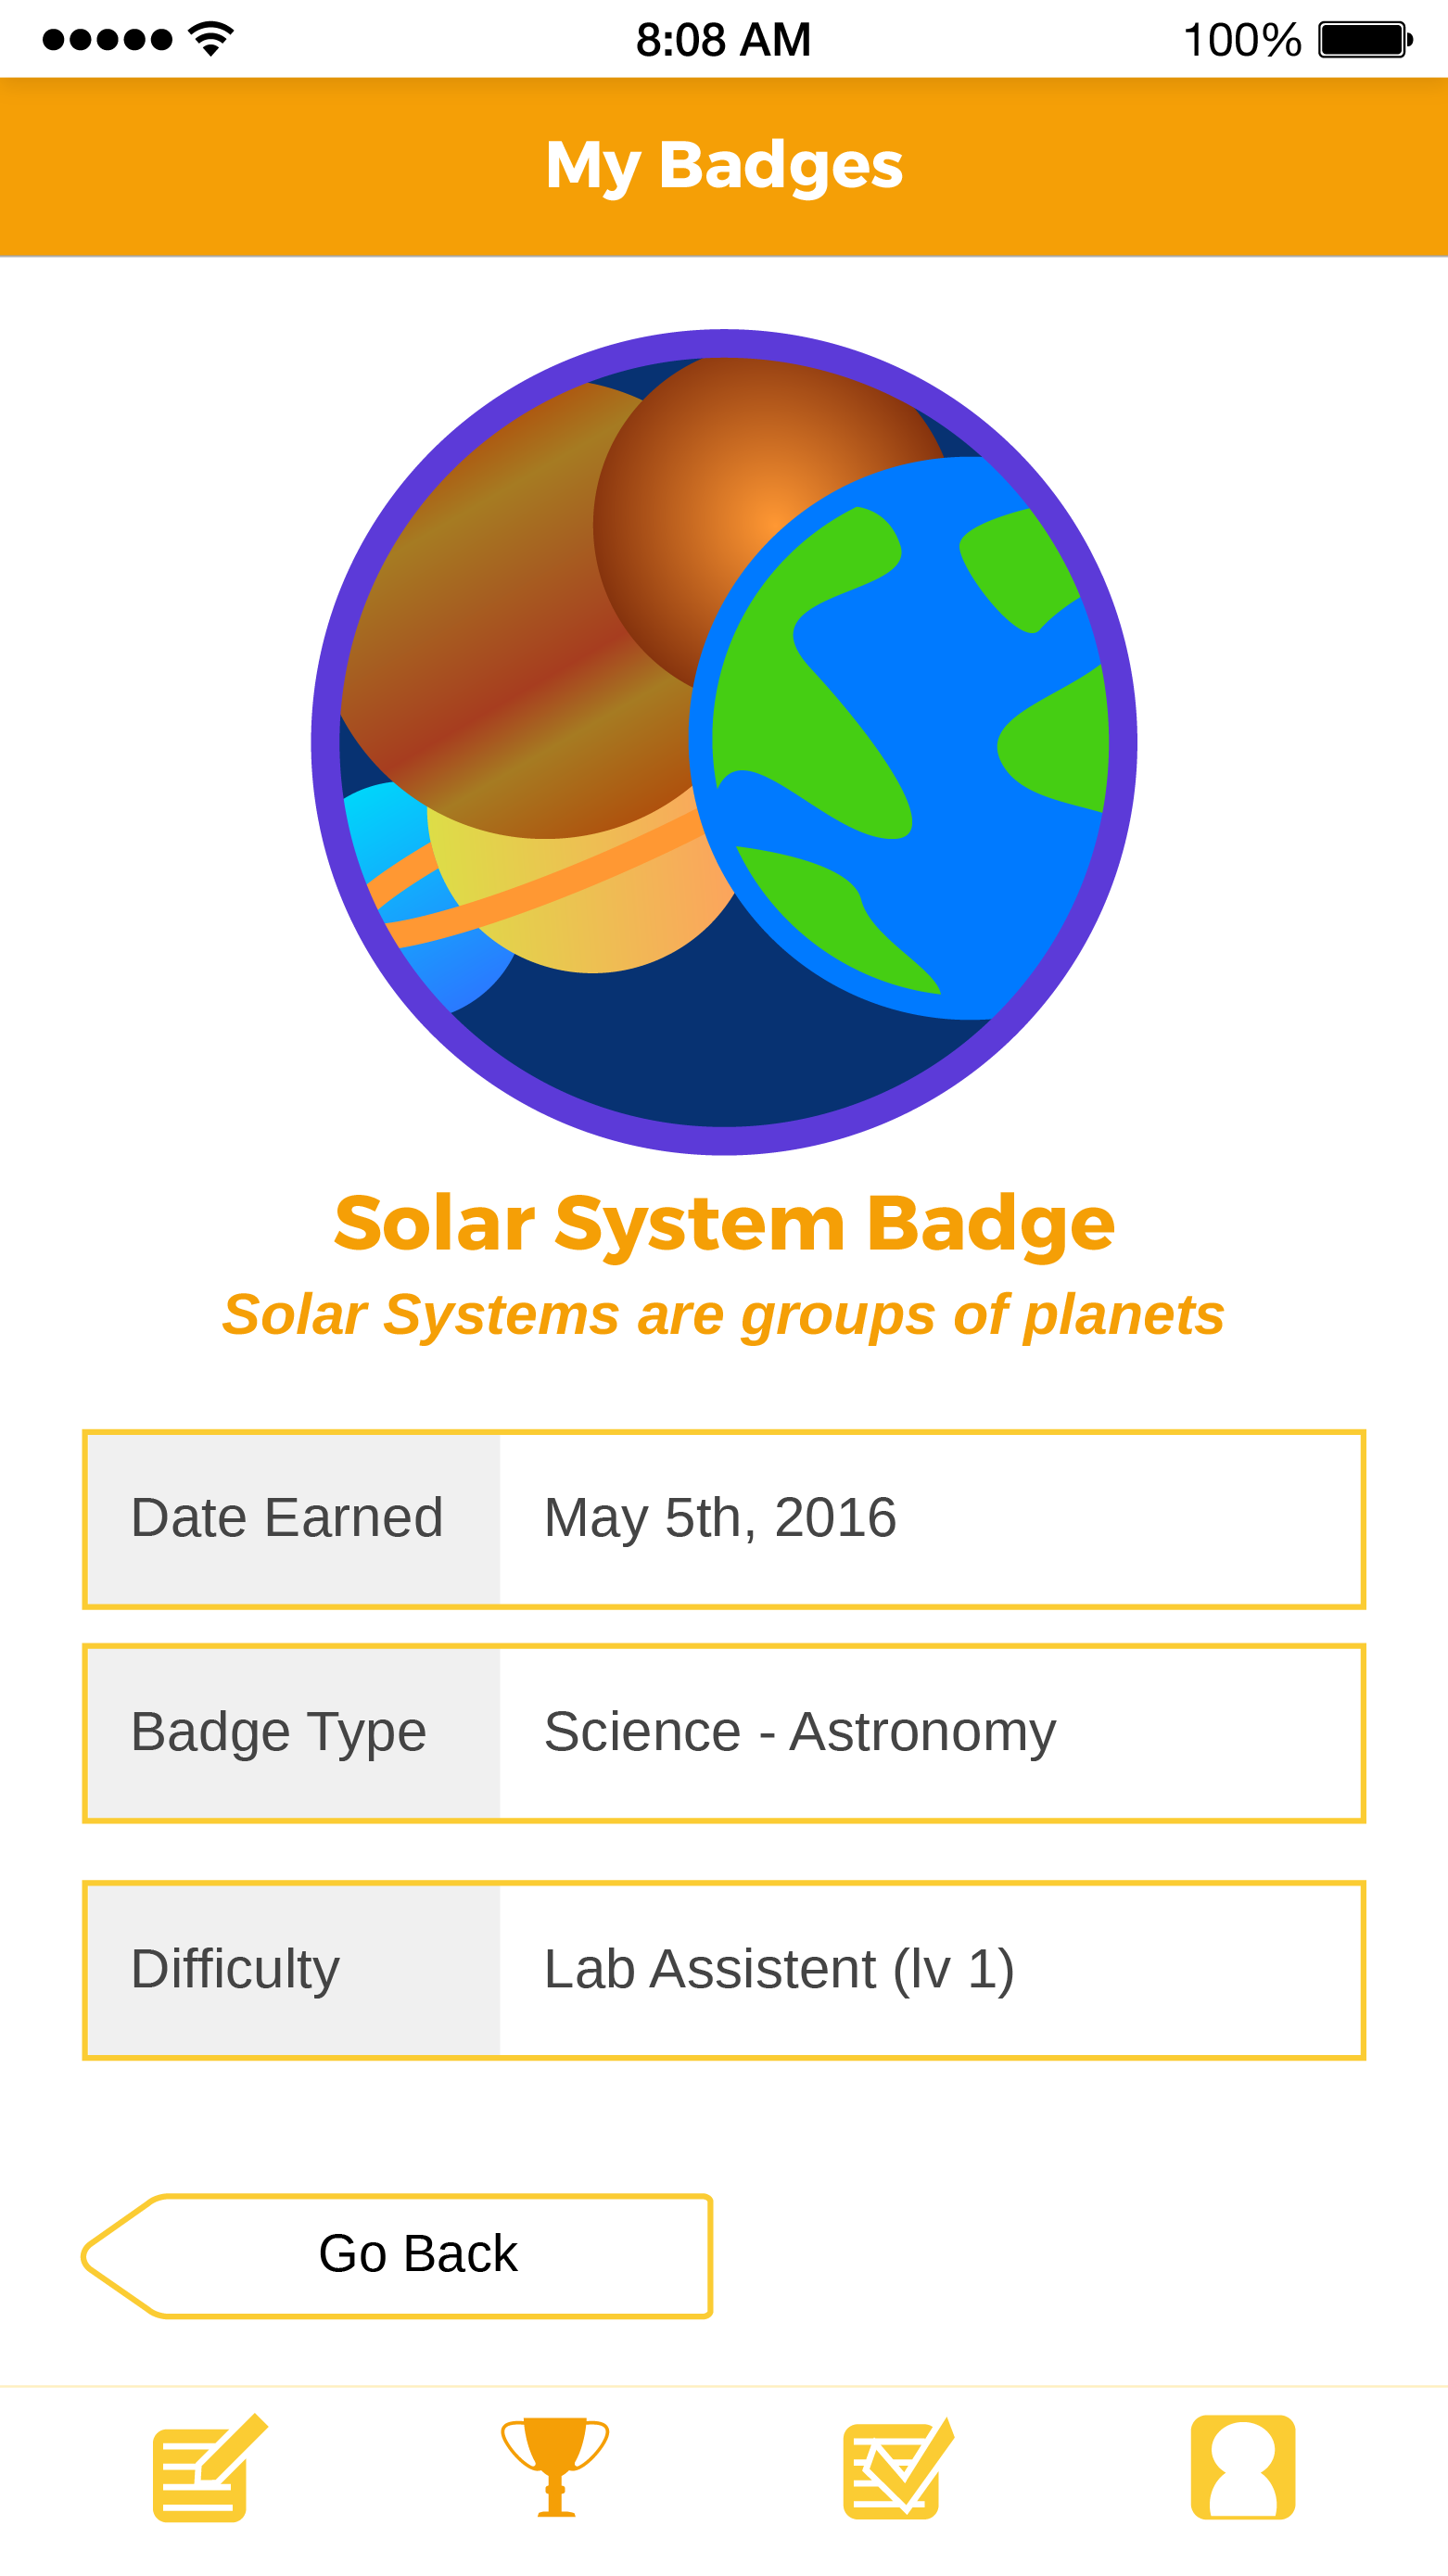 8:08 AM
100%
My Badges
Solar System Badge
Solar Systems are groups of planets
Date Earned
May 5th, 2016
Badge Type
Science - Astronomy
Difficulty
Lab Assistent (lv 1)
Go Back